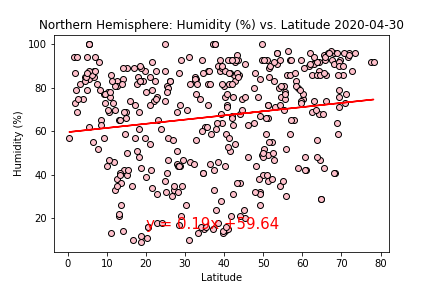 Northern Hemisphere: Humidity (%) vs. Latitude 2020-04-30
100
80
60
40
20
Humidity (%)
y = 0.19x +59.64
0 10 20 30 40 50 60 70 80
Latitude